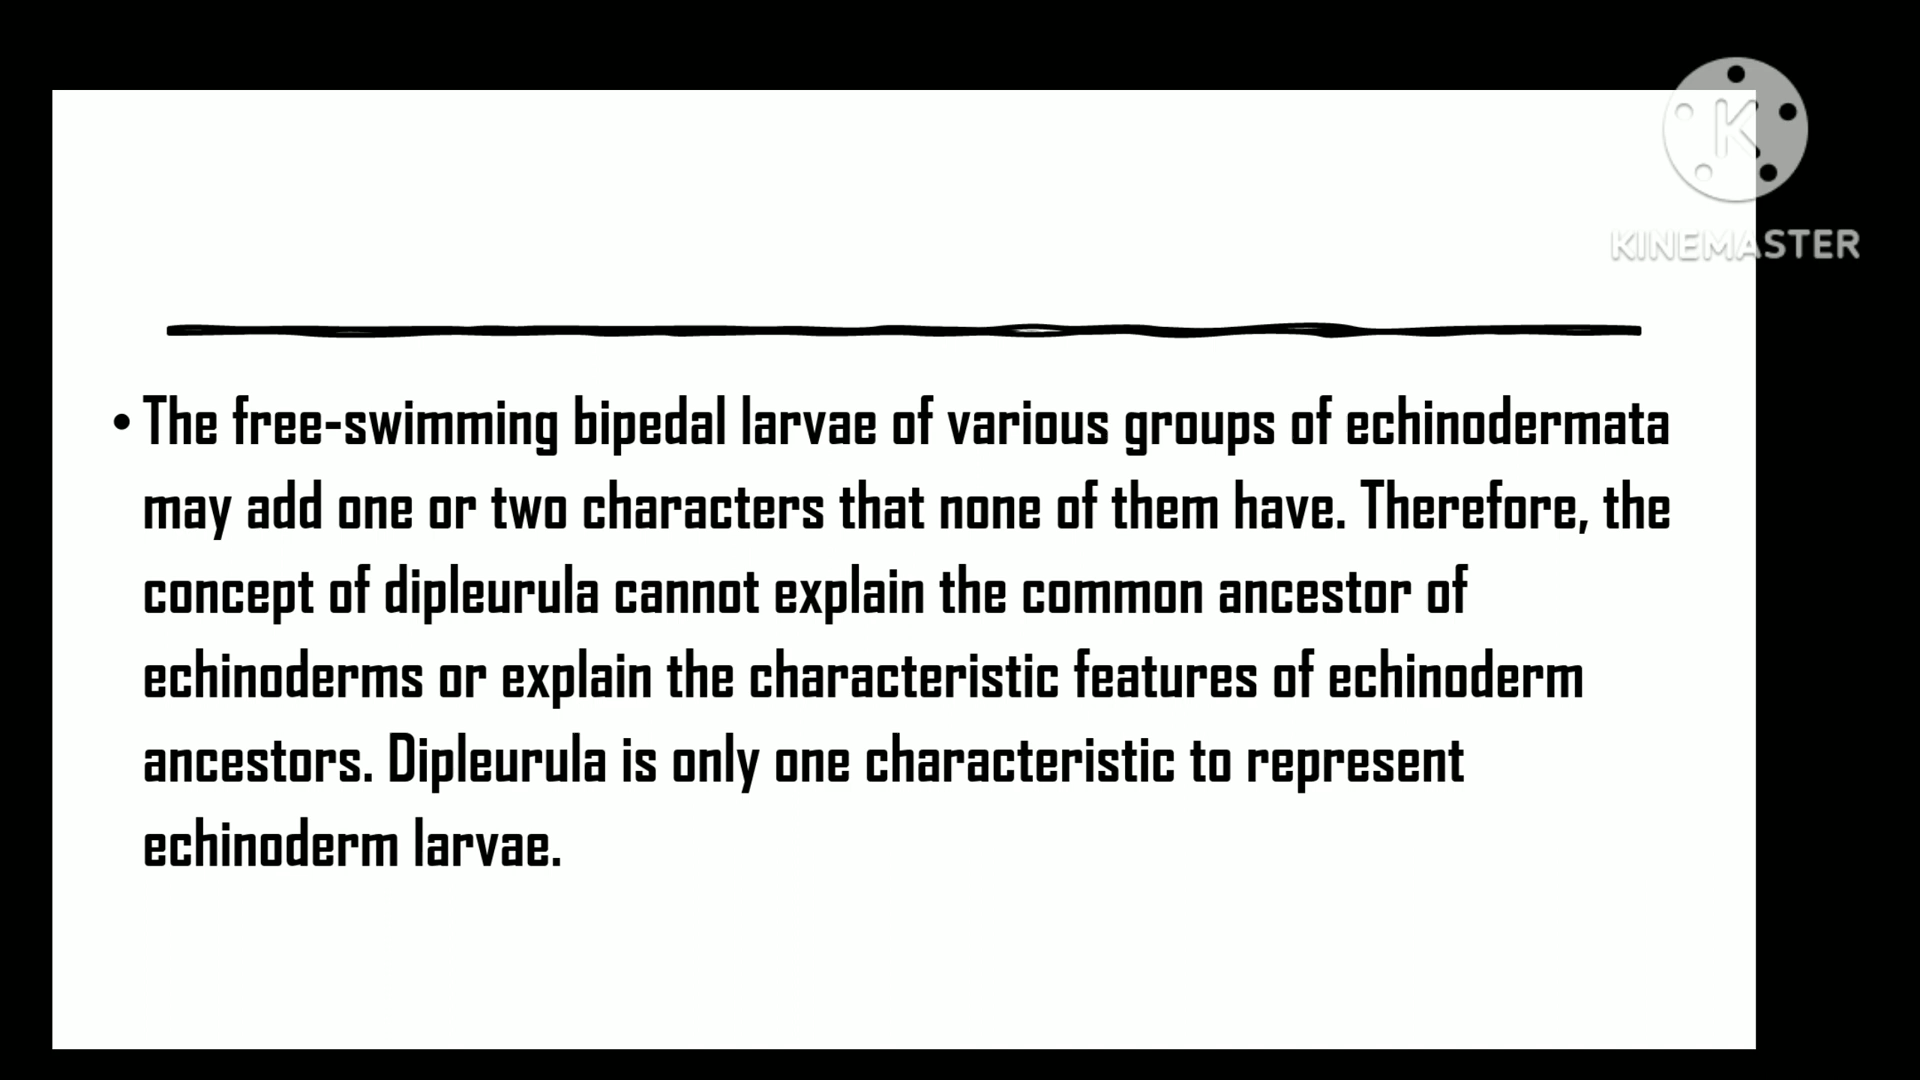 KINEMASTER
• The free-swimming bipedal larvae of various groups of echinodermata
may add one or two characters that none of them have. Therefore, the
concept of dipleurula cannot explain the common ancestor of
echinoderms or explain the characteristic features of echinoderm
ancestors. Dipleurula is only one characteristic to represent
echinoderm larvae.